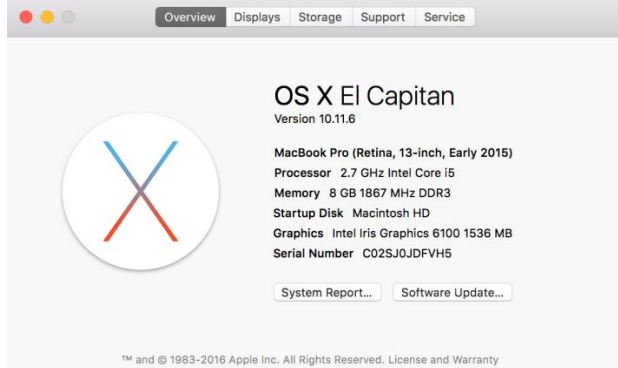 Overview Displays Storage Support Service
OS X El Capitan
Version 10.11.6
MacBook Pro (Retina, 13-inch, Early 2015)
Processor 2.7 GHz Intel Core i5
Memory 8 GB 1867 MHz DDR3
Startup Disk Macintosh HD
Graphics Intel Iris Graphics 6100 1536 MB
Serial Number C02SJ0JDFVH5
System Report... Software Update...
™ and © 1983-2016 Apple Inc. All Rights Reserved. License and Warranty